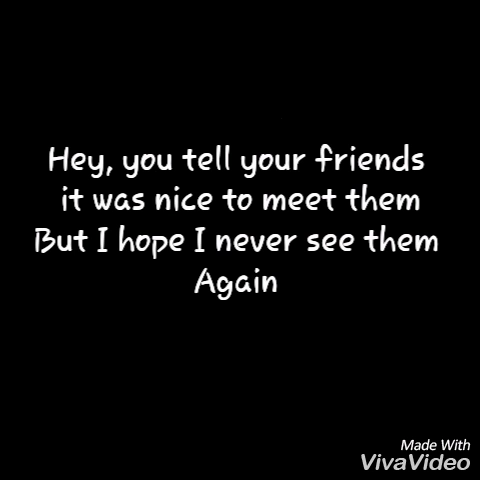 Hey, you tell your friends
it was nice to meet them
But I hope I never see them
Again
Made With
VivaVideo